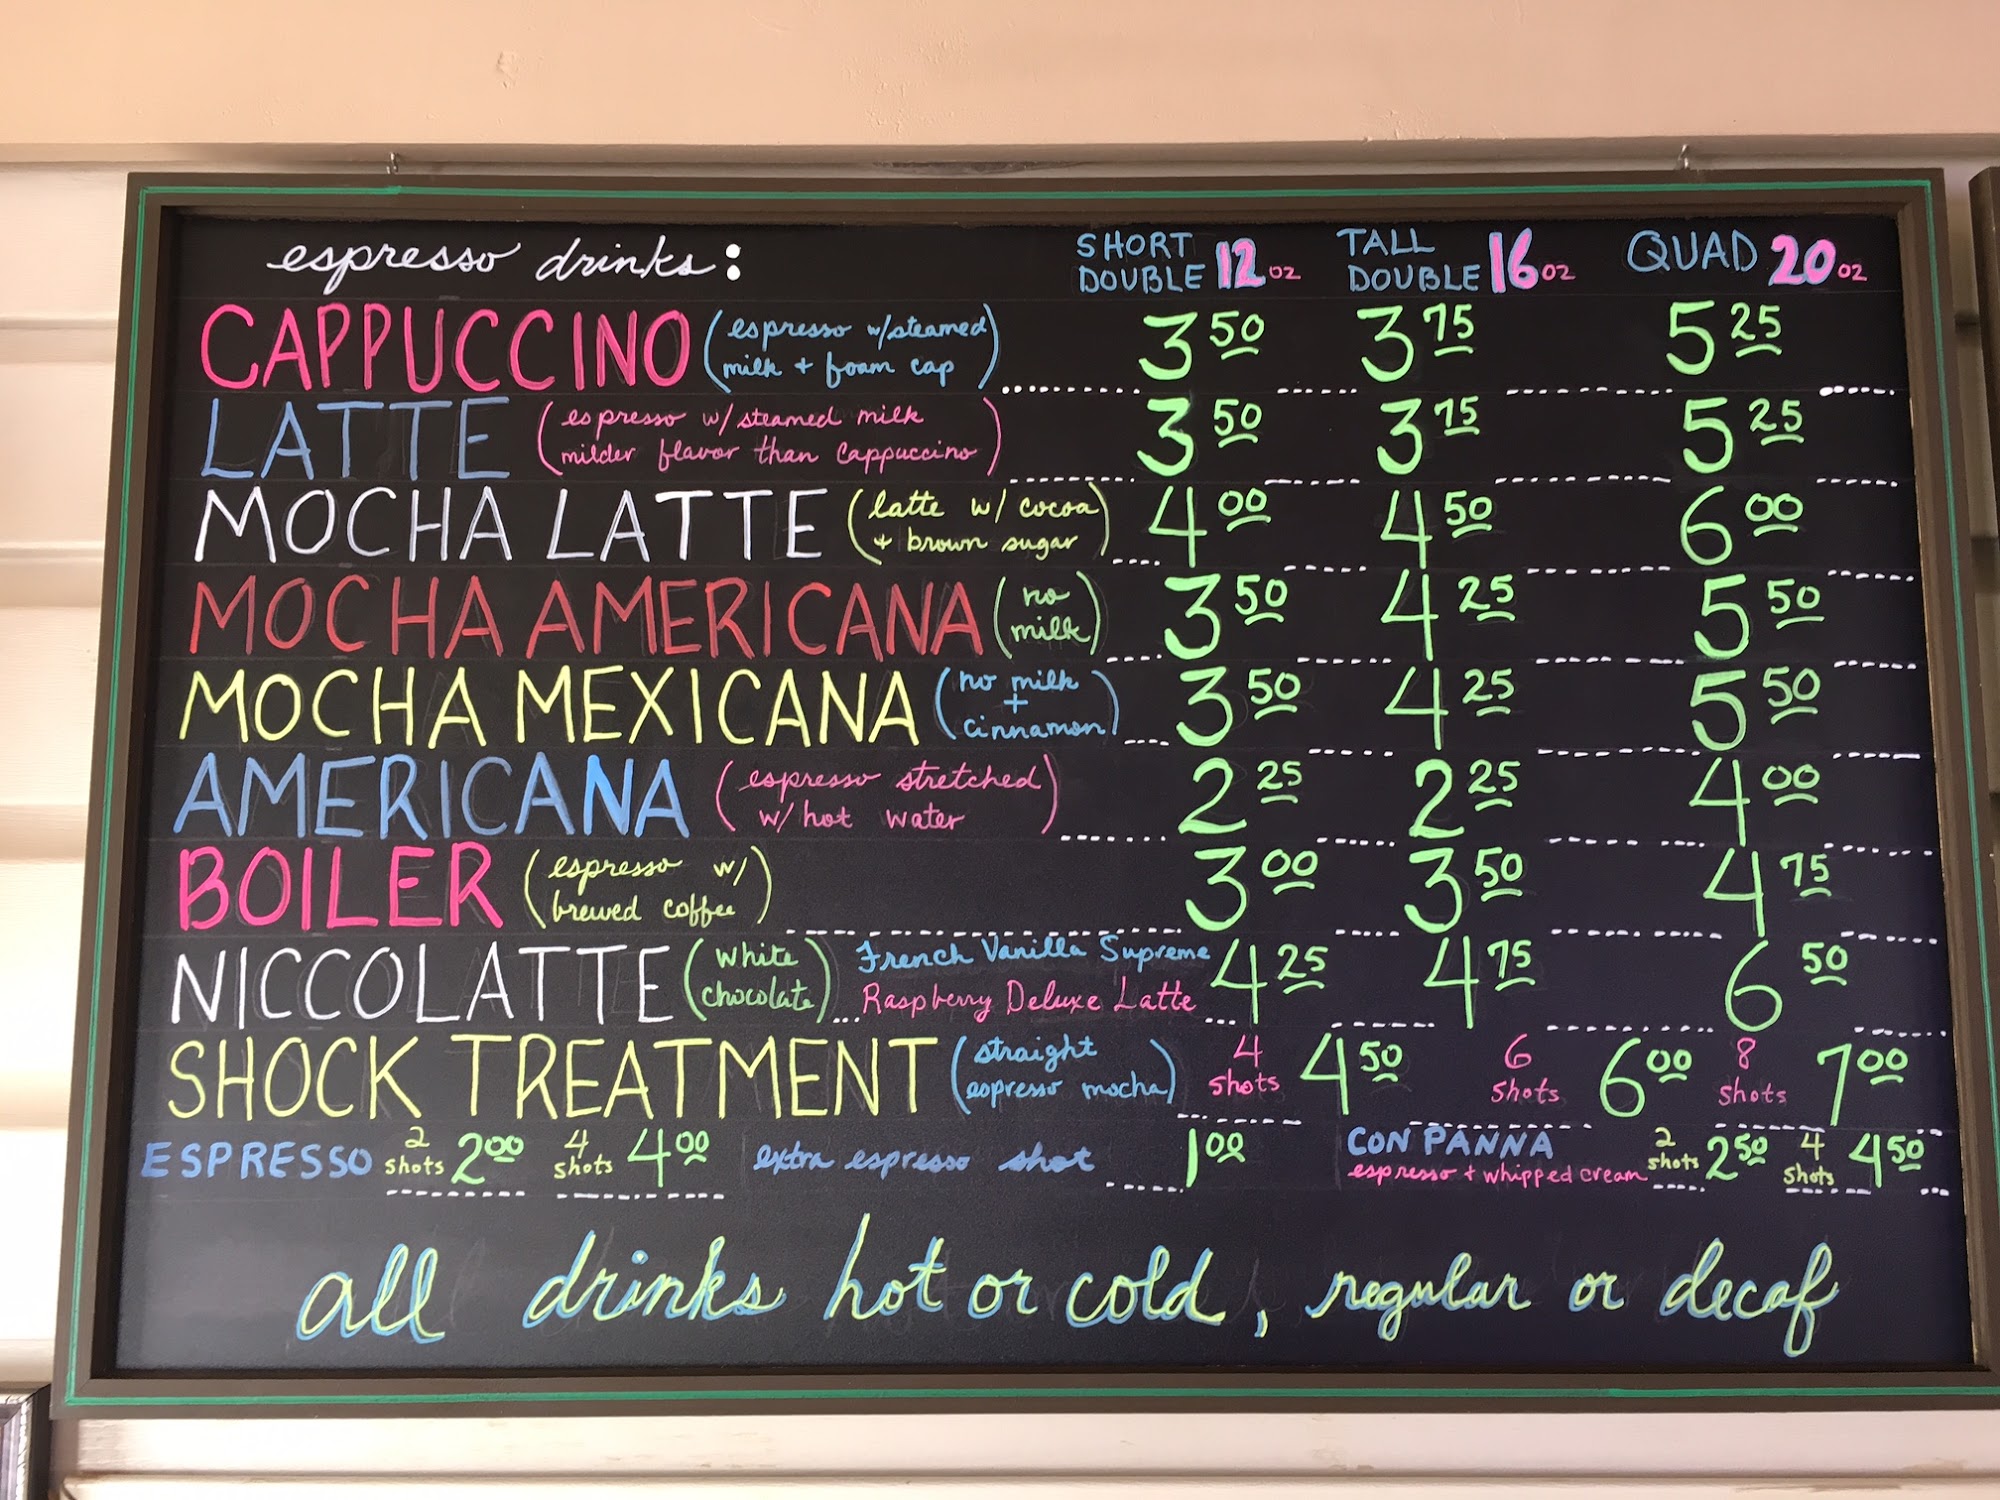 espresso drinks: SHORT DOUBLE 12 oz TALL DOUBLE 16 oz QUAD 20 oz
CAPPUCCINO (espresso w/steamed milk + foam cap) 3 50 3 75 5 25
LATTE (espresso w/ steamed milk milder flavor than cappuccino) 3 50 3 75 5 25
MOCHA LATTE (latte w/ cocoa + brown sugar) 4 00 4 50 6 00
MOCHA AMERICANA (no milk) 3 50 4 25 5 50
MOCHA MEXICANA (no milk + cinnamon) 3 50 4 25 5 50
AMERICANA (espresso stretched w/ hot water) 2 25 2 25 4 00
BOILER (espresso w/ brewed coffee) 3 00 3 50 4 75
NICCOLATTE (white chocolate) French Vanilla Supreme Raspberry Deluxe Latte 4 25 4 75 6 50
SHOCK TREATMENT (straight espresso mocha) 4 shots 4 50 6 shots 6 00 8 shots 7 00
ESPRESSO 2 shots 2 00 4 shots 4 00 extra espresso shot 1 00 CON PANNA espresso + whipped cream 2 shots 2 50 4 shots 4 50
all drinks hot or cold, regular or decaf